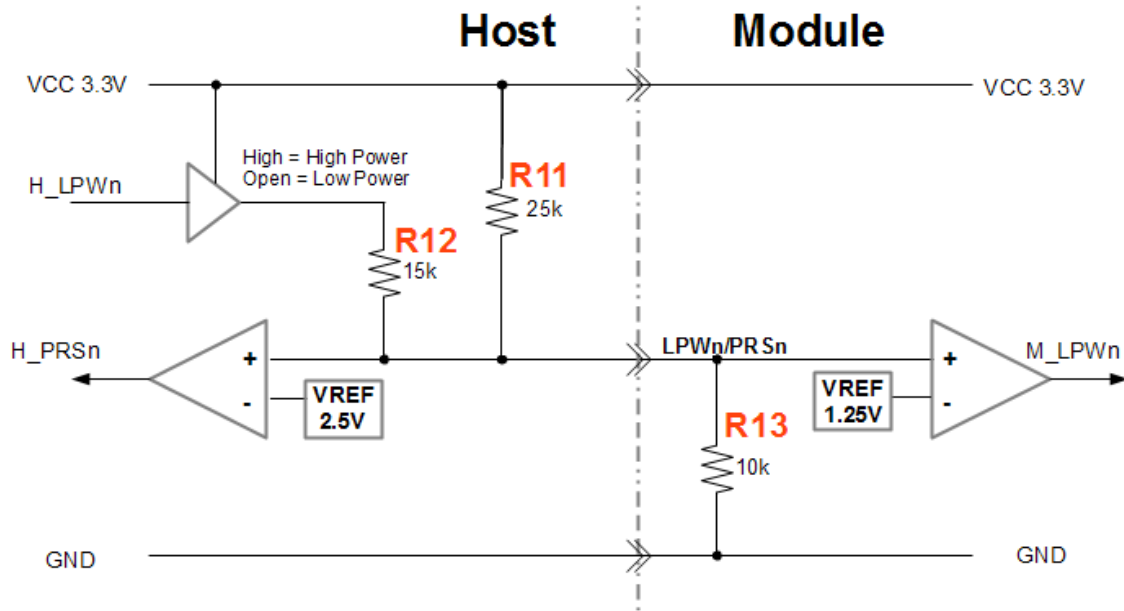 Host
Module
VCC 3.3V
VCC 3.3V
High = High Power
Open = Low Power
H_LPWn
R11
25k
R12
15k
H_PRSn
+
-
VREF
2.5V
LPWn/PRSn
+
-
VREF
1.25V
M_LPWn
R13
10k
GND
GND